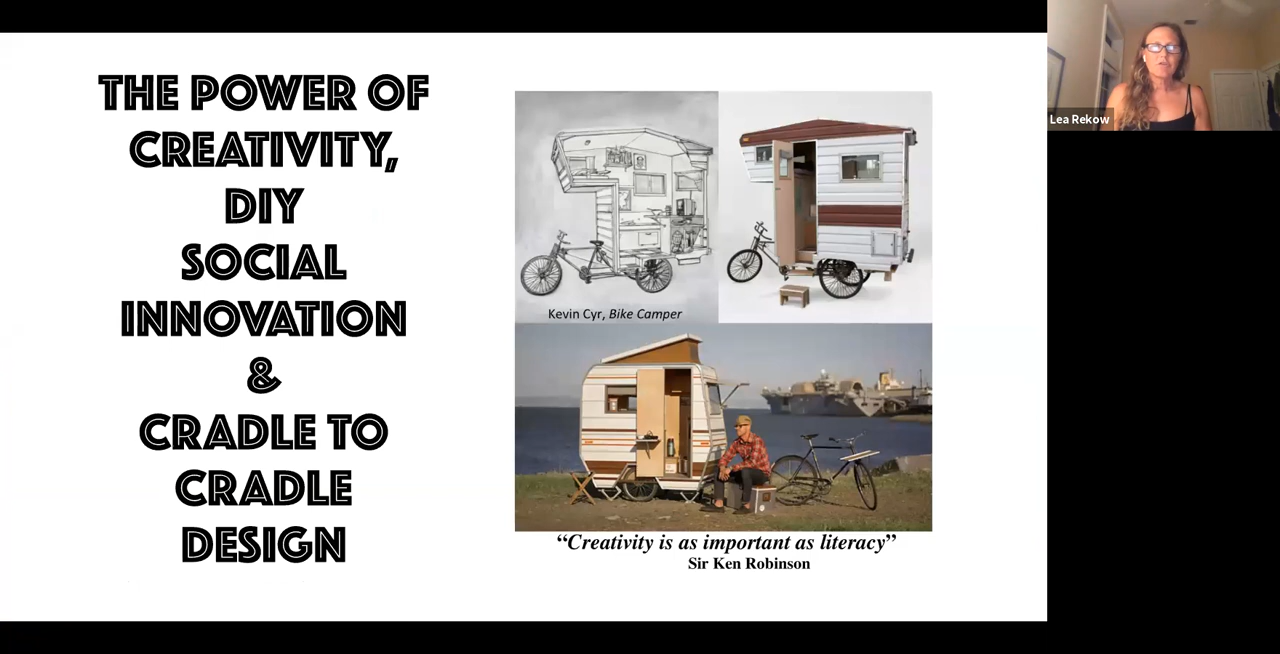 THE POWER OF
CREATIVITY,
DIY
SOCIAL
INNOVATION
&
CRADLE TO
CRADLE
DESIGN
Kevin Cyr, Bike Camper
“Creativity is as important as literacy”
Sir Ken Robinson
Lea Rekow